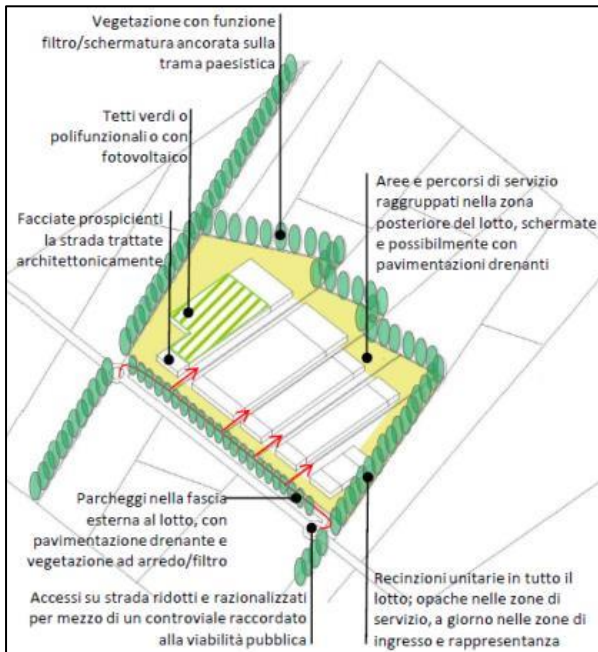 Vegetazione con funzione
filtro/schermatura ancorata sulla
trama paesistica
Tetti verdi o
polifunzionali o con
fotovoltaico
Facciate prospicienti
la strada trattate
architettonicamente
Aree e percorsi di servizio
raggruppati nella zona
posteriore del lotto, schermate
e possibilmente con
pavimentazioni drenanti
Parcheggi nella fascia
esterna al lotto, con
pavimentazione drenante e
vegetazione ad arredo/filtro
Accessi su strada ridotti e razionalizzati
per mezzo di un controviale raccordato
alla viabilità pubblica
Recinzioni unitarie in tutto il
lotto; opache nelle zone di
servizio, a giorno nelle zone di
ingresso e rappresentanza